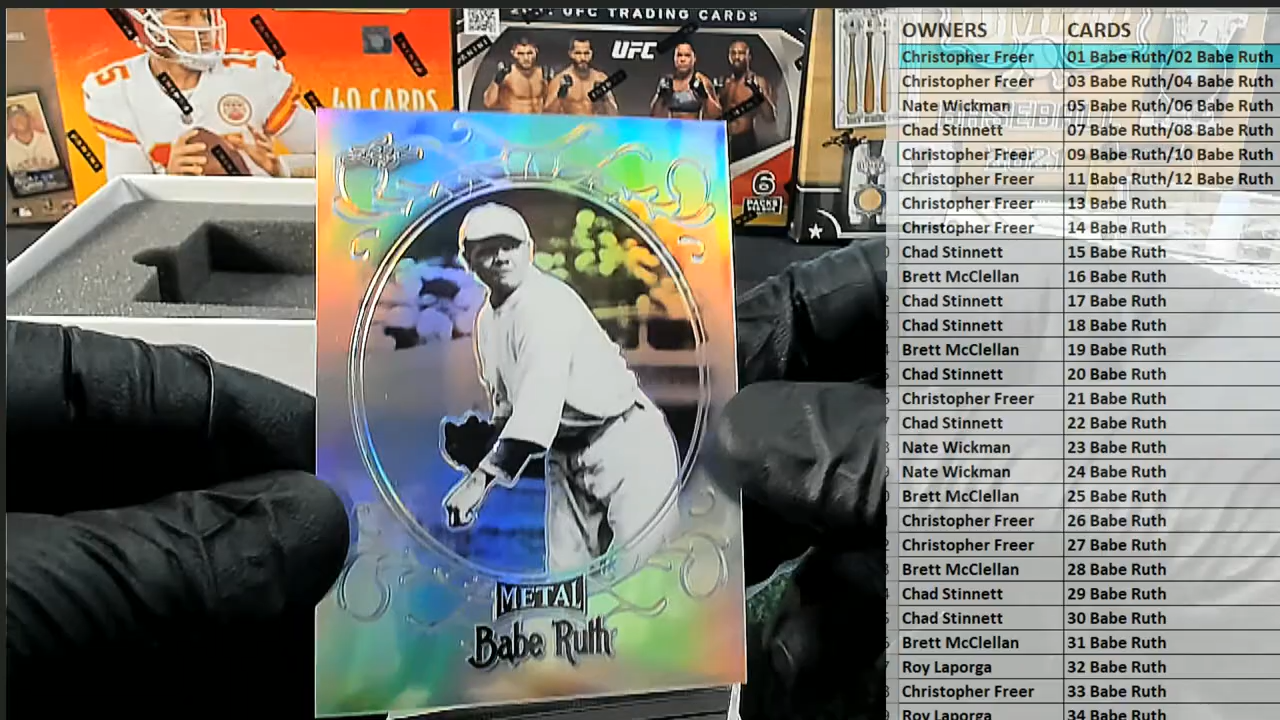 UFC TRADING CARDS
PANINI
UFC
15
40 CARDS
PANINI
6
PACKS
METAL
Babe Ruth
OWNERS CARDS
Christopher Freer 01 Babe Ruth/02 Babe Ruth
Christopher Freer 03 Babe Ruth/04 Babe Ruth
Nate Wickman 05 Babe Ruth/06 Babe Ruth
Chad Stinnett 07 Babe Ruth/08 Babe Ruth
Christopher Freer 09 Babe Ruth/10 Babe Ruth
Christopher Freer 11 Babe Ruth/12 Babe Ruth
Christopher Freer 13 Babe Ruth
Christopher Freer 14 Babe Ruth
Chad Stinnett 15 Babe Ruth
Brett McClellan 16 Babe Ruth
Chad Stinnett 17 Babe Ruth
Chad Stinnett 18 Babe Ruth
Brett McClellan 19 Babe Ruth
Chad Stinnett 20 Babe Ruth
Christopher Freer 21 Babe Ruth
Chad Stinnett 22 Babe Ruth
Nate Wickman 23 Babe Ruth
Nate Wickman 24 Babe Ruth
Brett McClellan 25 Babe Ruth
Christopher Freer 26 Babe Ruth
Christopher Freer 27 Babe Ruth
Brett McClellan 28 Babe Ruth
Chad Stinnett 29 Babe Ruth
Chad Stinnett 30 Babe Ruth
Brett McClellan 31 Babe Ruth
Roy Laporga 32 Babe Ruth
Christopher Freer 33 Babe Ruth
Roy Laporga 34 Babe Ruth
BASEBALL
2021